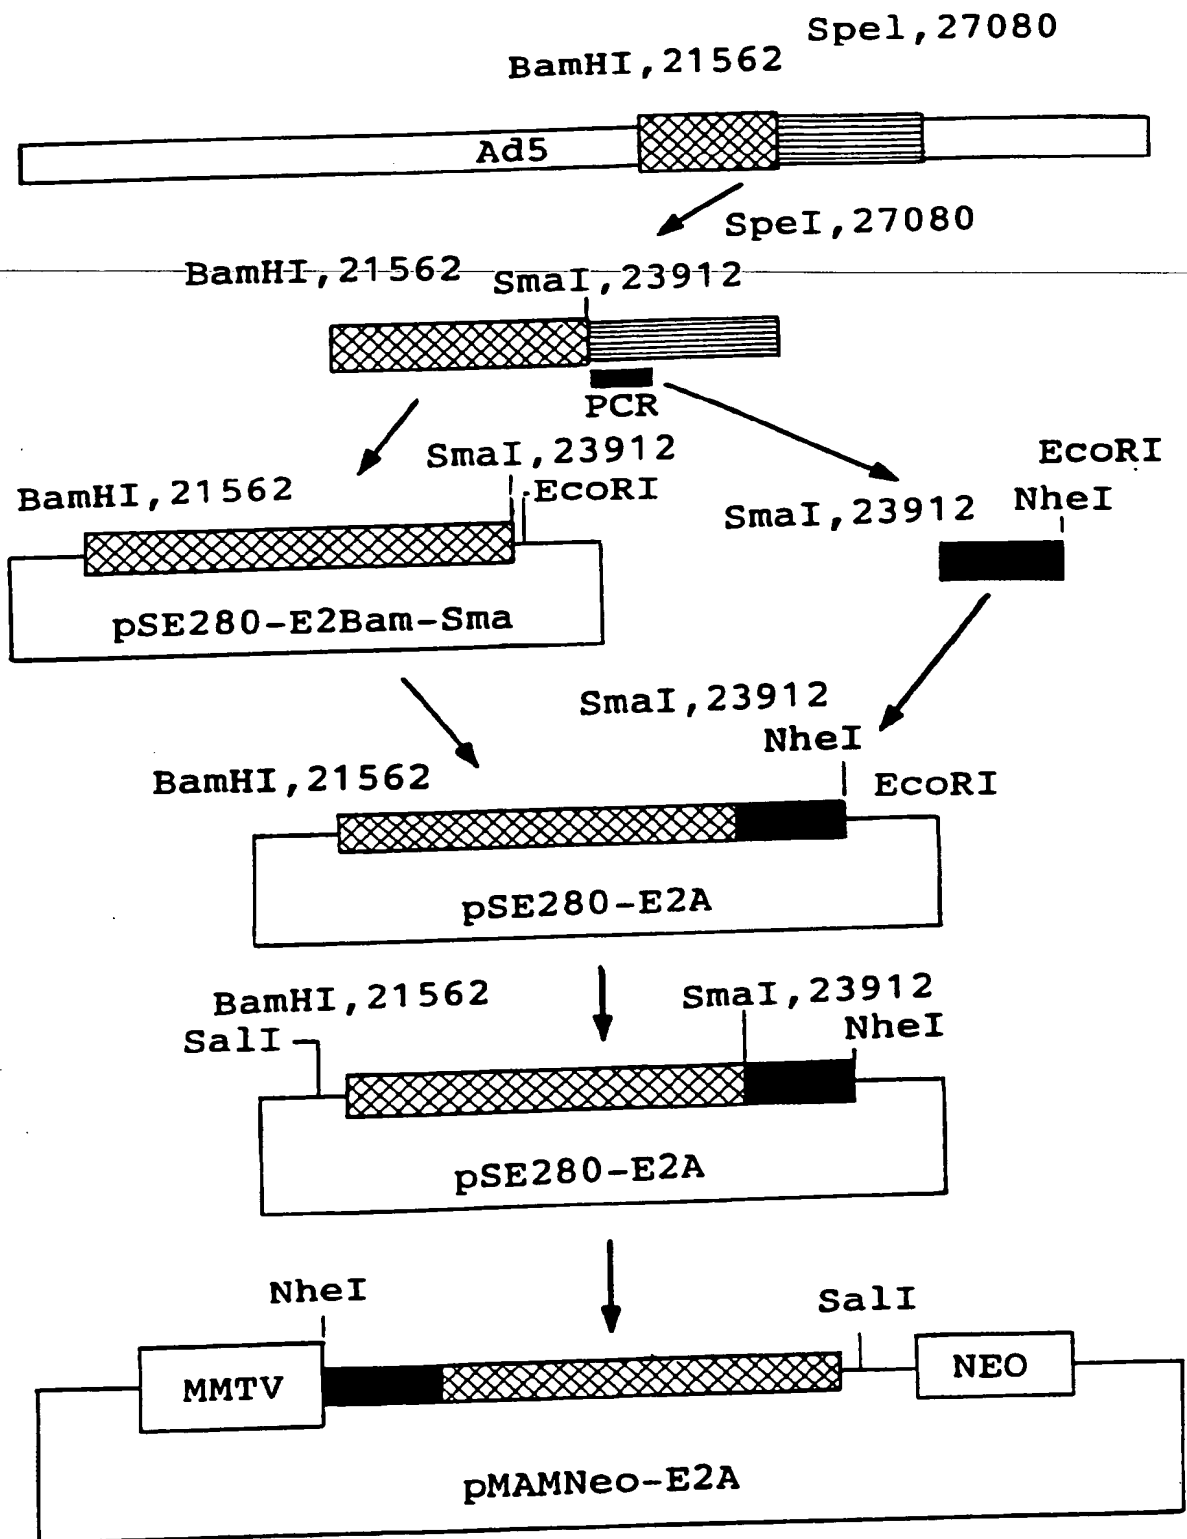 Spel,27080
BamHI,21562
Ad5
SpeI,27080
BamHI,21562
SmaI,23912
PCR
SmaI,23912
EcoRI
BamHI,21562
EcoRI
SmaI,23912
NheI
pSE280-E2Bam-Sma
SmaI,23912
NheI
BamHI,21562
EcoRI
pSE280-E2A
BamHI,21562
SmaI,23912
SalI
NheI
pSE280-E2A
NheI
SalI
MMTV
NEO
pMAMNeo-E2A